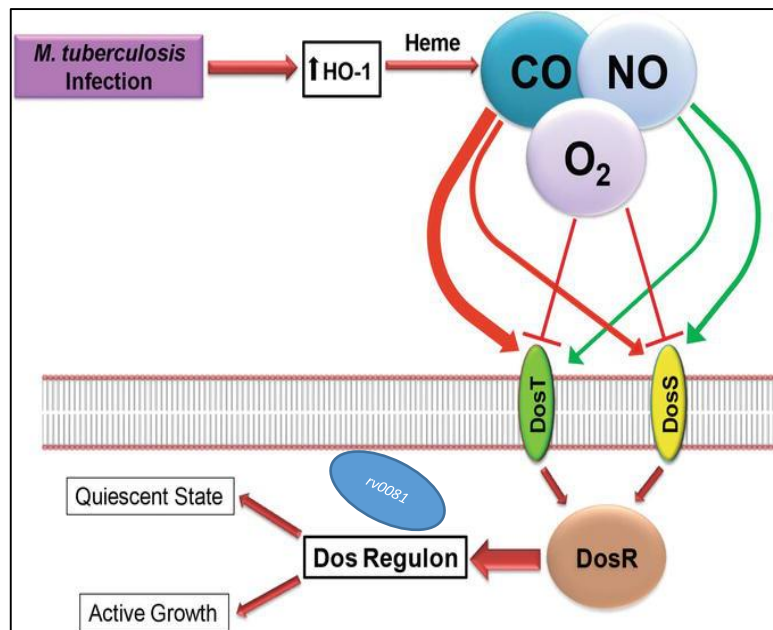 M. tuberculosis
Infection
⬆HO-1
Heme
CO
NO
O₂
DosT
DosS
rv0081
Quiescent State
Dos Regulon
DosR
Active Growth